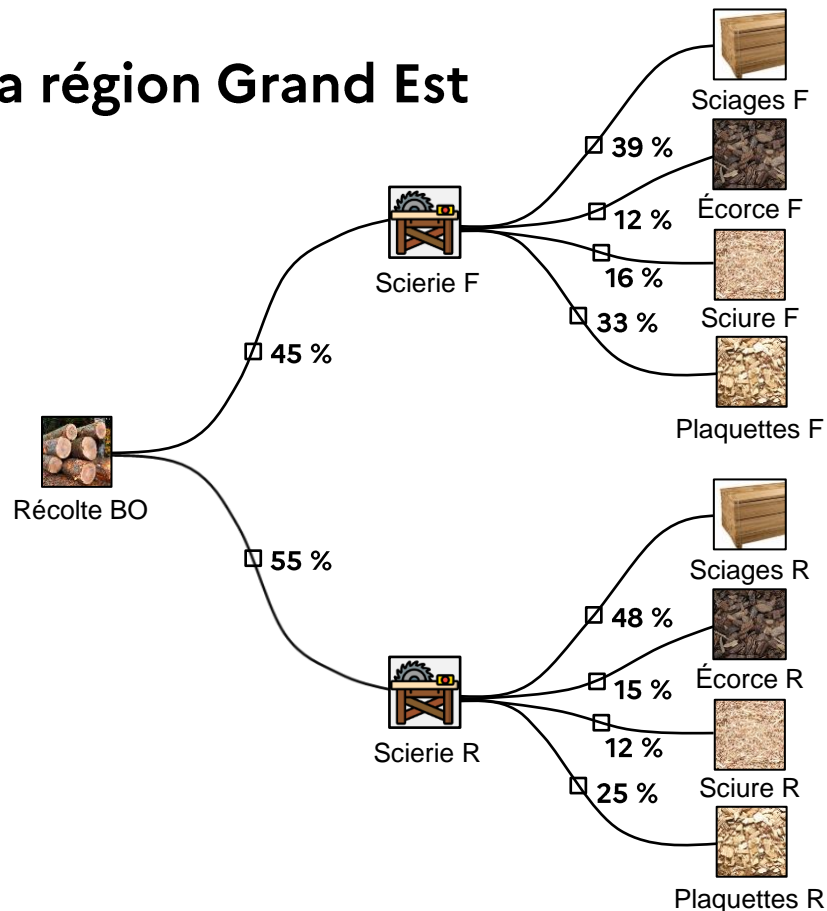 a région Grand Est
Sciages F
39 %
Écorce F
12 %
Scierie F
16 %
Sciure F
33 %
45 %
Plaquettes F
Récolte BO
55 %
Sciages R
48 %
Écorce R
15 %
Scierie R
12 %
Sciure R
25 %
Plaquettes R